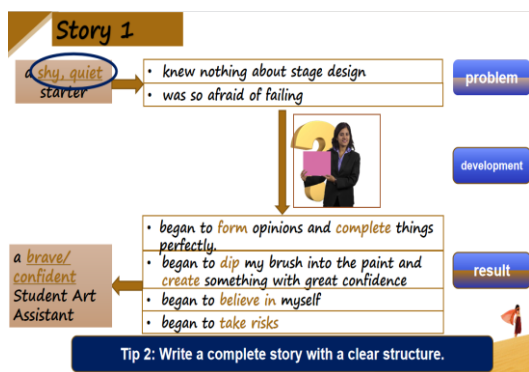 Story 1
a shy, quiet
starter
• knew nothing about stage design
• was so afraid of failing
problem
development
• began to form opinions and complete things
perfectly.
• began to dip my brush into the paint and
create something with great confidence
• began to believe in myself
• began to take risks
a brave/
confident
Student Art
Assistant
result
Tip 2: Write a complete story with a clear structure.